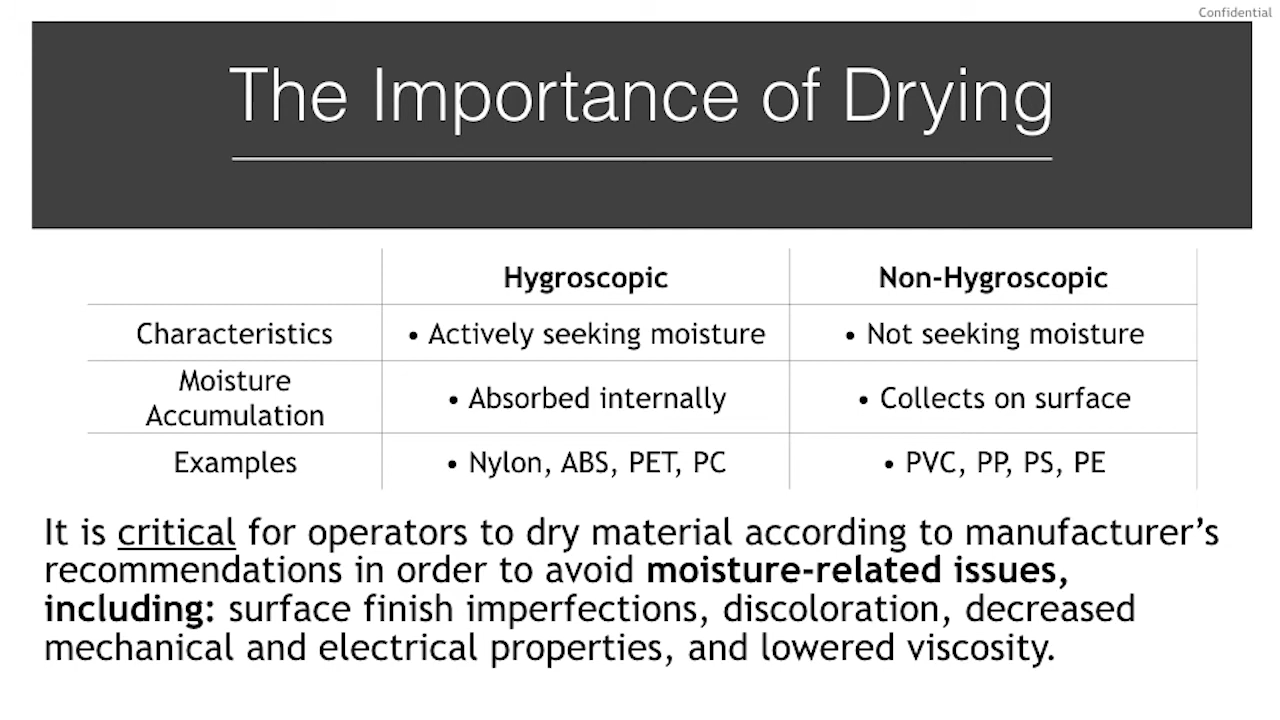 Confidential
The Importance of Drying
Hygroscopic Non-Hygroscopic
Characteristics • Actively seeking moisture • Not seeking moisture
Moisture
Accumulation • Absorbed internally • Collects on surface
Examples • Nylon, ABS, PET, PC • PVC, PP, PS, PE
It is critical for operators to dry material according to manufacturer’s
recommendations in order to avoid moisture-related issues,
including: surface finish imperfections, discoloration, decreased
mechanical and electrical properties, and lowered viscosity.